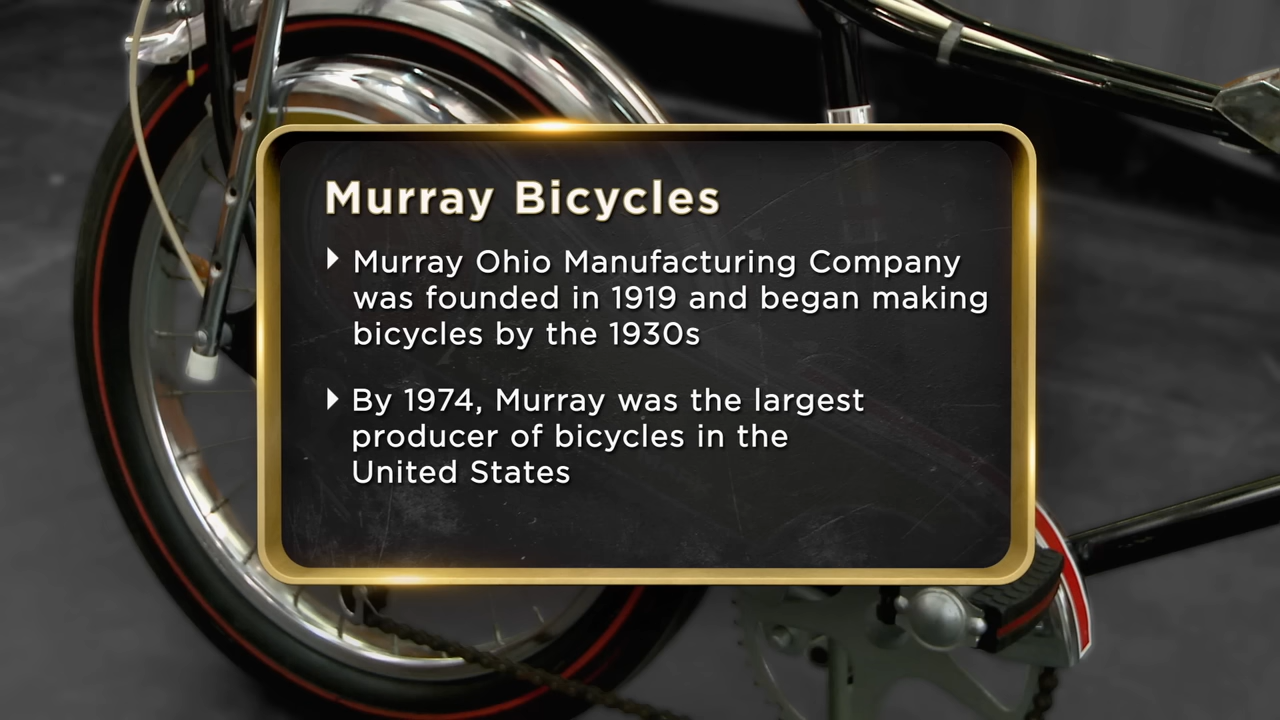 Murray Bicycles
Murray Ohio Manufacturing Company
was founded in 1919 and began making
bicycles by the 1930s
By 1974, Murray was the largest
producer of bicycles in the
United States